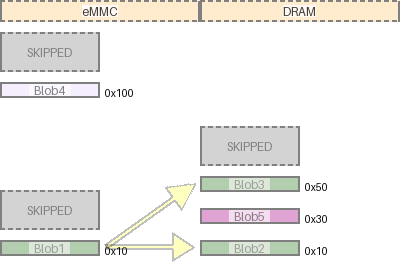 eMMC DRAM
SKIPPED
Blob4 0x100
SKIPPED
Blob3 0x50
SKIPPED
Blob5 0x30
Blob1 0x10
Blob2 0x10